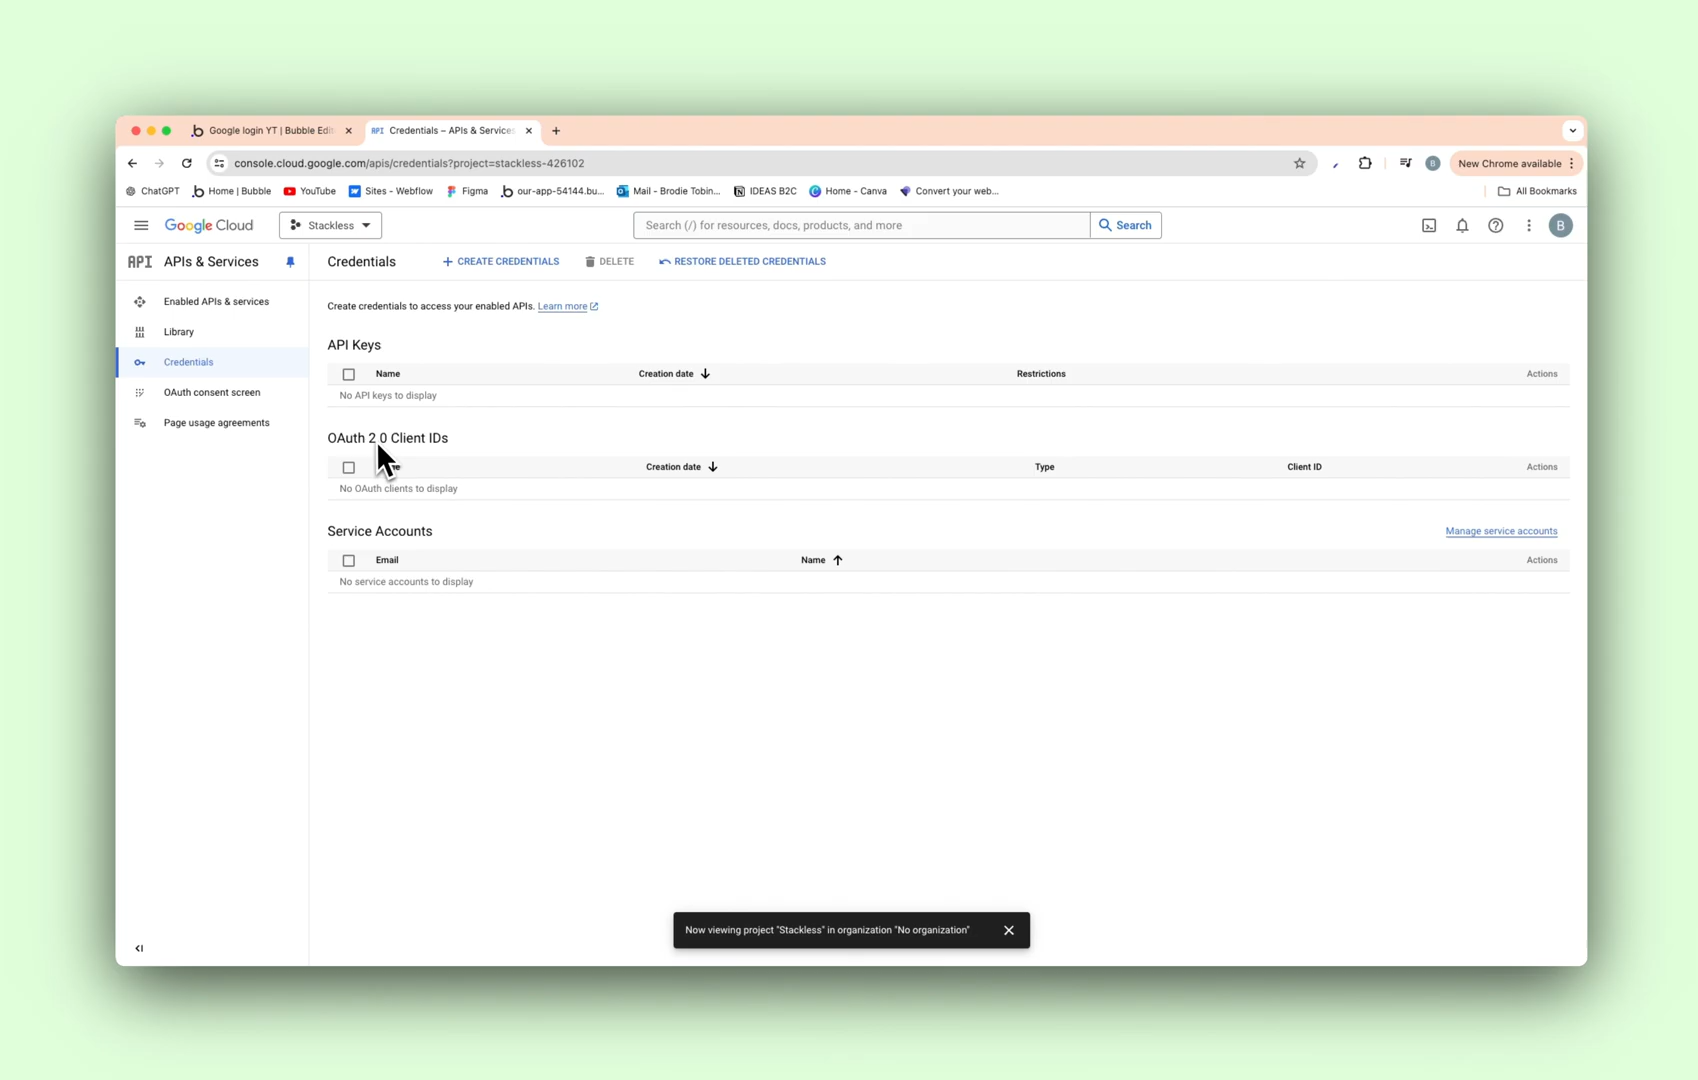 Google login YT | Bubble Edi
API Credentials – APIs & Services
console.cloud.google.com/apis/credentials?project=stackless-426102
B
New Chrome available
ChatGPT
Home | Bubble
YouTube
Sites - Webflow
Figma
our-app-54144.bu...
Mail - Brodie Tobin...
IDEAS B2C
Home - Canva
Convert your web...
All Bookmarks
Google Cloud
Stackless
Search (/) for resources, docs, products, and more
Search
B
API APIs & Services
Credentials
+ CREATE CREDENTIALS
DELETE
RESTORE DELETED CREDENTIALS
Enabled APIs & services
Library
Credentials
OAuth consent screen
Page usage agreements
Create credentials to access your enabled APIs. Learn more
API Keys
Name
Creation date
Restrictions
Actions
No API keys to display
OAuth 2 0 Client IDs
Creation date
Type
Client ID
Actions
No OAuth clients to display
Service Accounts
Manage service accounts
Email
Name
Actions
No service accounts to display
Now viewing project "Stackless" in organization "No organization"